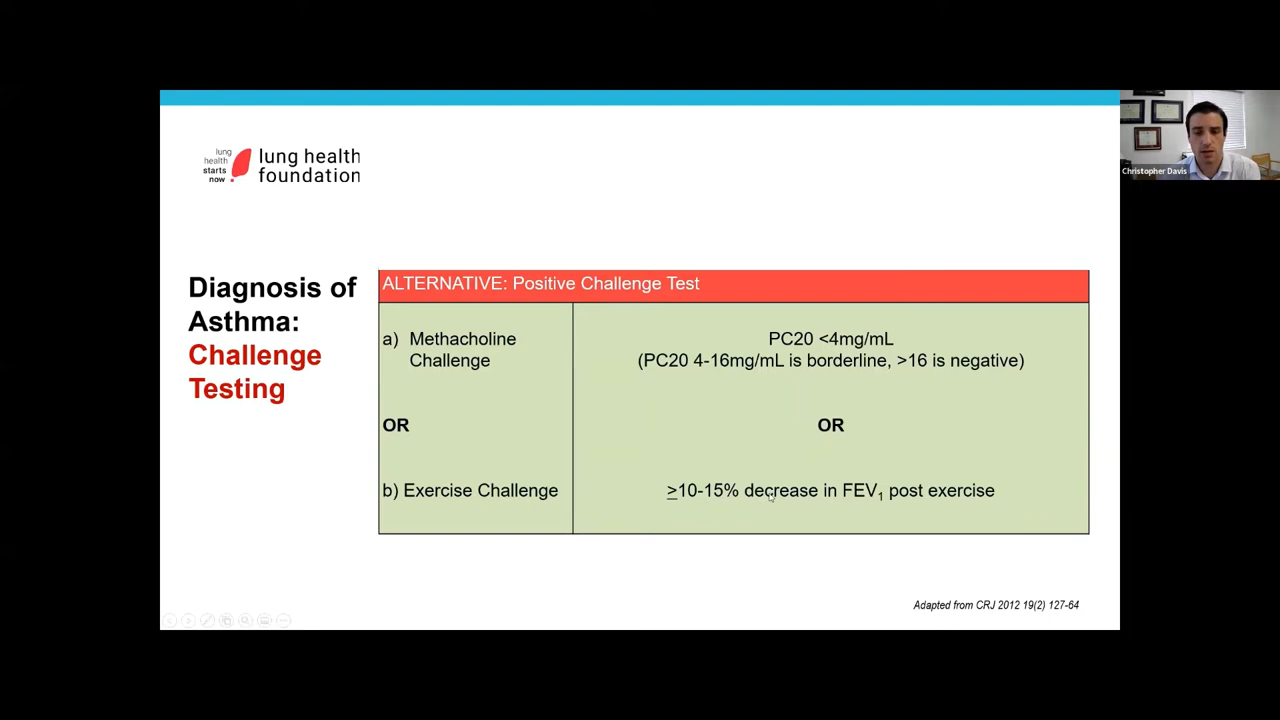 lung
health
starts
now
lung health
foundation
Christopher Davis
Diagnosis of
Asthma:
Challenge
Testing
ALTERNATIVE: Positive Challenge Test
a) Methacholine
Challenge
PC20 <4mg/mL
(PC20 4-16mg/mL is borderline, >16 is negative)
OR
OR
b) Exercise Challenge
≥10-15% decrease in FEV₁ post exercise
Adapted from CRJ 2012 19(2) 127-64